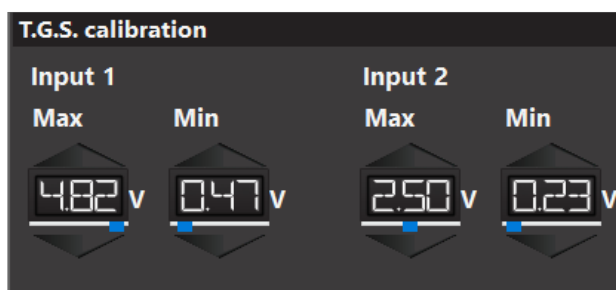 T.G.S. calibration
Input 1 Input 2
Max Min Max Min
4.82 V 0.47 V 2.50 V 0.23 V